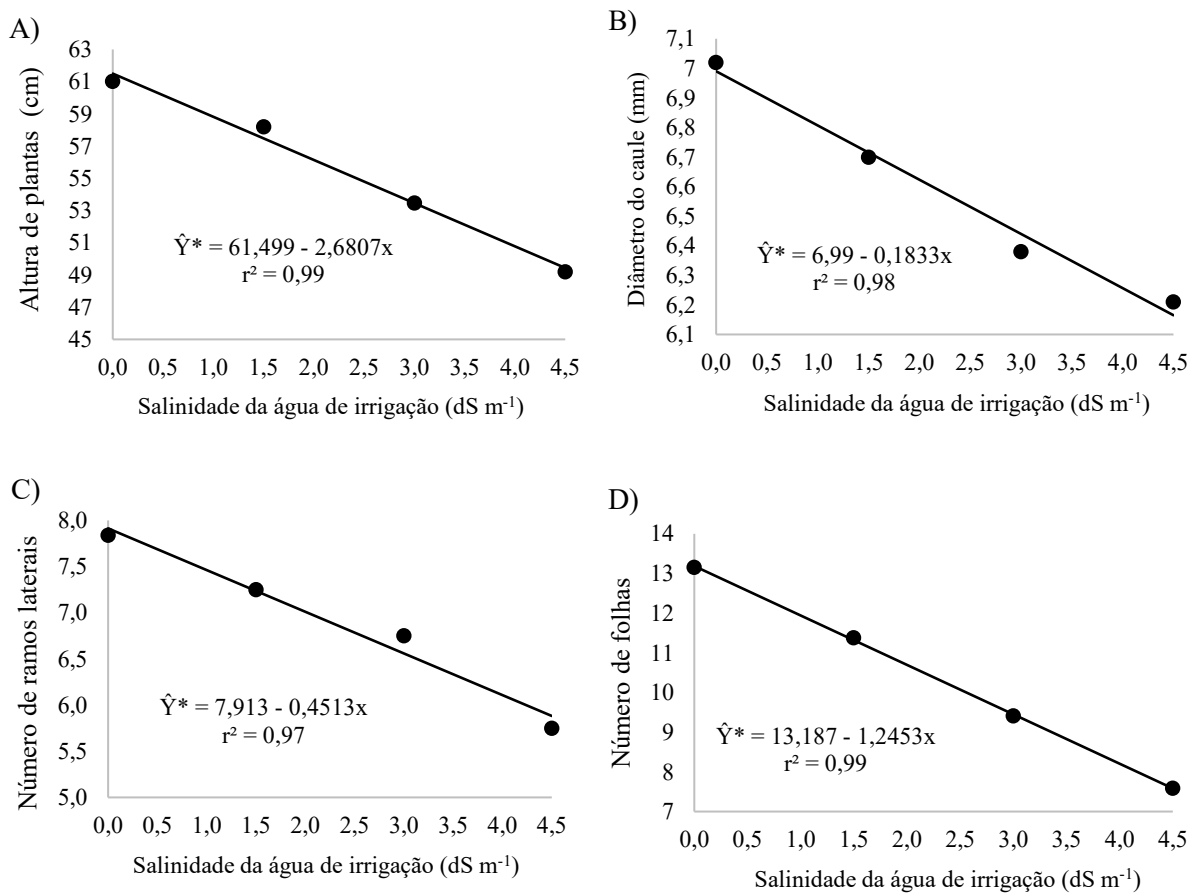 A)
Altura de plantas (cm)
63
61
59
57
55
53
51
49
47
45
Ŷ* = 61,499 - 2,6807x
r² = 0,99
0,0 0,5 1,0 1,5 2,0 2,5 3,0 3,5 4,0 4,5
Salinidade da água de irrigação (dS m⁻¹)
B)
Diâmetro do caule (mm)
7,1
7
6,9
6,8
6,7
6,6
6,5
6,4
6,3
6,2
6,1
Ŷ* = 6,99 - 0,1833x
r² = 0,98
0,0 0,5 1,0 1,5 2,0 2,5 3,0 3,5 4,0 4,5
Salinidade da água de irrigação (dS m⁻¹)
C)
Número de ramos laterais
8,0
7,5
7,0
6,5
6,0
5,5
5,0
Ŷ* = 7,913 - 0,4513x
r² = 0,97
0,0 0,5 1,0 1,5 2,0 2,5 3,0 3,5 4,0 4,5
Salinidade da água de irrigação (dS m⁻¹)
D)
Número de folhas
14
13
12
11
10
9
8
7
Ŷ* = 13,187 - 1,2453x
r² = 0,99
0,0 0,5 1,0 1,5 2,0 2,5 3,0 3,5 4,0 4,5
Salinidade da água de irrigação (dS m⁻¹)